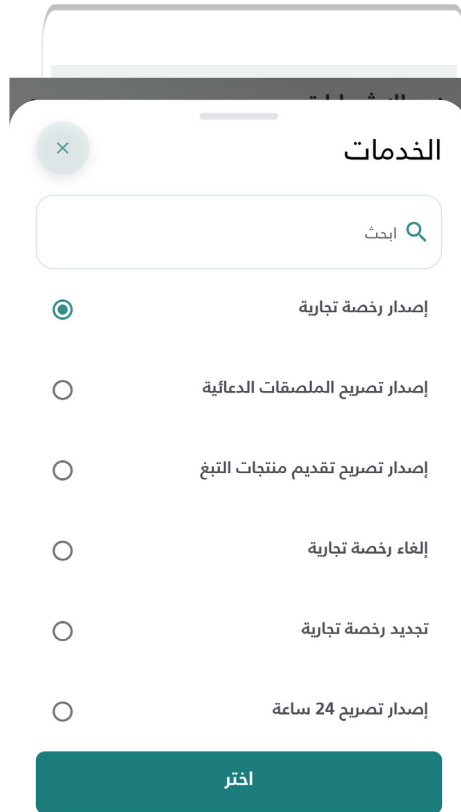 الخدمات
ابحث
إصدار رخصة تجارية
إصدار تصريح الملصقات الدعائية
إصدار تصريح تقديم منتجات التبغ
إلغاء رخصة تجارية
تجديد رخصة تجارية
إصدار تصريح 24 ساعة
اختر